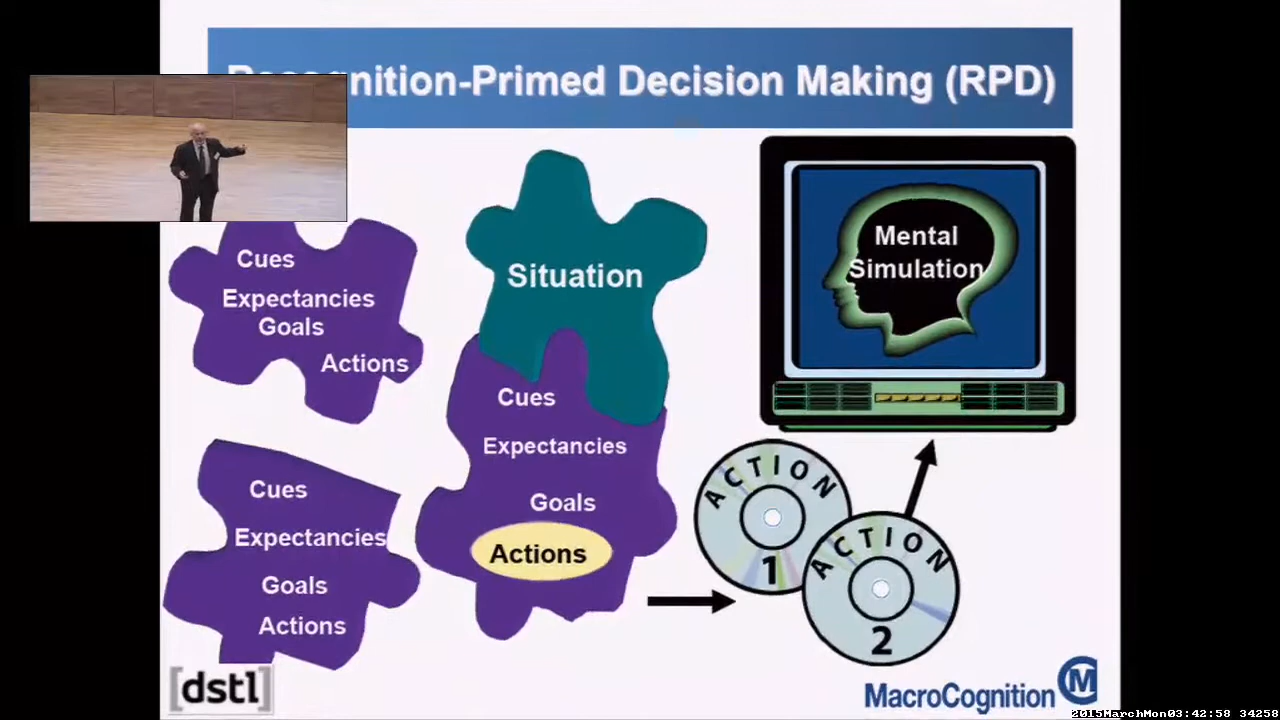 nition-Primed Decision Making (RPD)
Cues
Expectancies
Goals
Actions
Situation
Cues
Expectancies
Goals
Actions
Cues
Expectancies
Goals
Actions
Mental
Simulation
ACTION
1
ACTION
2
[dstl]
MacroCognition
M
2015MarchMon03:42:58 34258